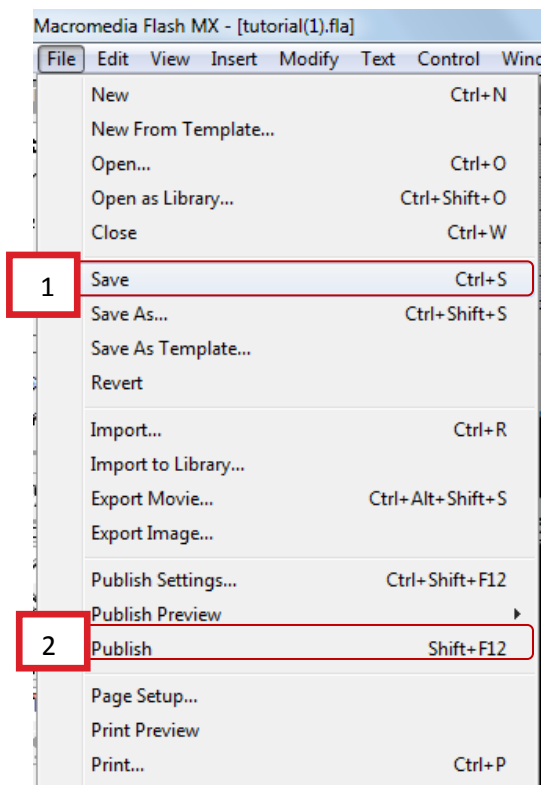 Macromedia Flash MX - [tutorial(1).fla]
File Edit View Insert Modify Text Control Wind
New Ctrl+N
New From Template...
Open... Ctrl+O
Open as Library... Ctrl+Shift+O
Close Ctrl+W
1 Save Ctrl+S
Save As... Ctrl+Shift+S
Save As Template...
Revert
Import... Ctrl+R
Import to Library...
Export Movie... Ctrl+Alt+Shift+S
Export Image...
Publish Settings... Ctrl+Shift+F12
Publish Preview
2 Publish Shift+F12
Page Setup...
Print Preview
Print... Ctrl+P